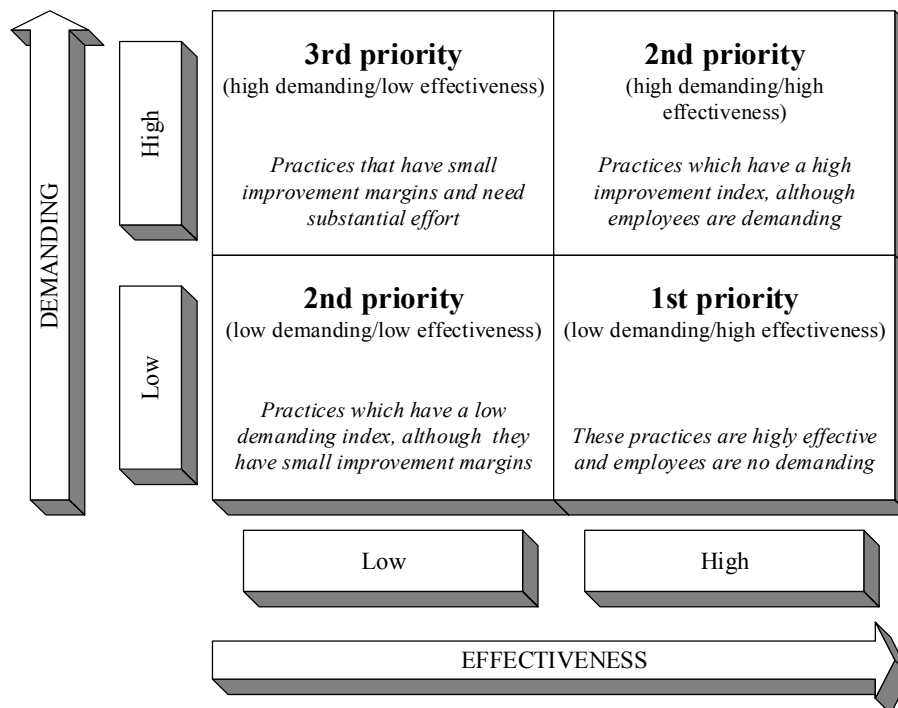 3rd priority
(high demanding/low effectiveness)
Practices that have small
improvement margins and need
substantial effort
2nd priority
(high demanding/high
effectiveness)
Practices which have a high
improvement index, although
employees are demanding
High
DEMANDING
2nd priority
(low demanding/low effectiveness)
Practices which have a low
demanding index, although they
have small improvement margins
1st priority
(low demanding/high effectiveness)
These practices are higly effective
and employees are no demanding
Low
Low
High
EFFECTIVENESS